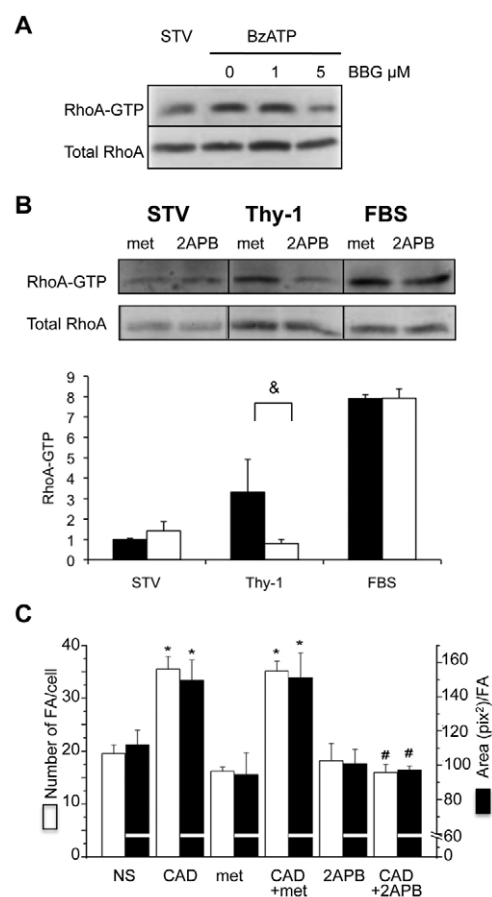 A
STV BzATP
0 1 5 BBG µM
RhoA-GTP
Total RhoA
B
STV Thy-1 FBS
met 2APB met 2APB met 2APB
RhoA-GTP
Total RhoA
9
8
7
6
5
4
3
2
1
0
RhoA-GTP
&
STV Thy-1 FBS
C
Number of FA/cell
40
30
20
10
0
* * * *
# #
160
140
120
100
80
60
0
Area (pix²)/FA
NS CAD met CAD 2APB CAD
+met +2APB